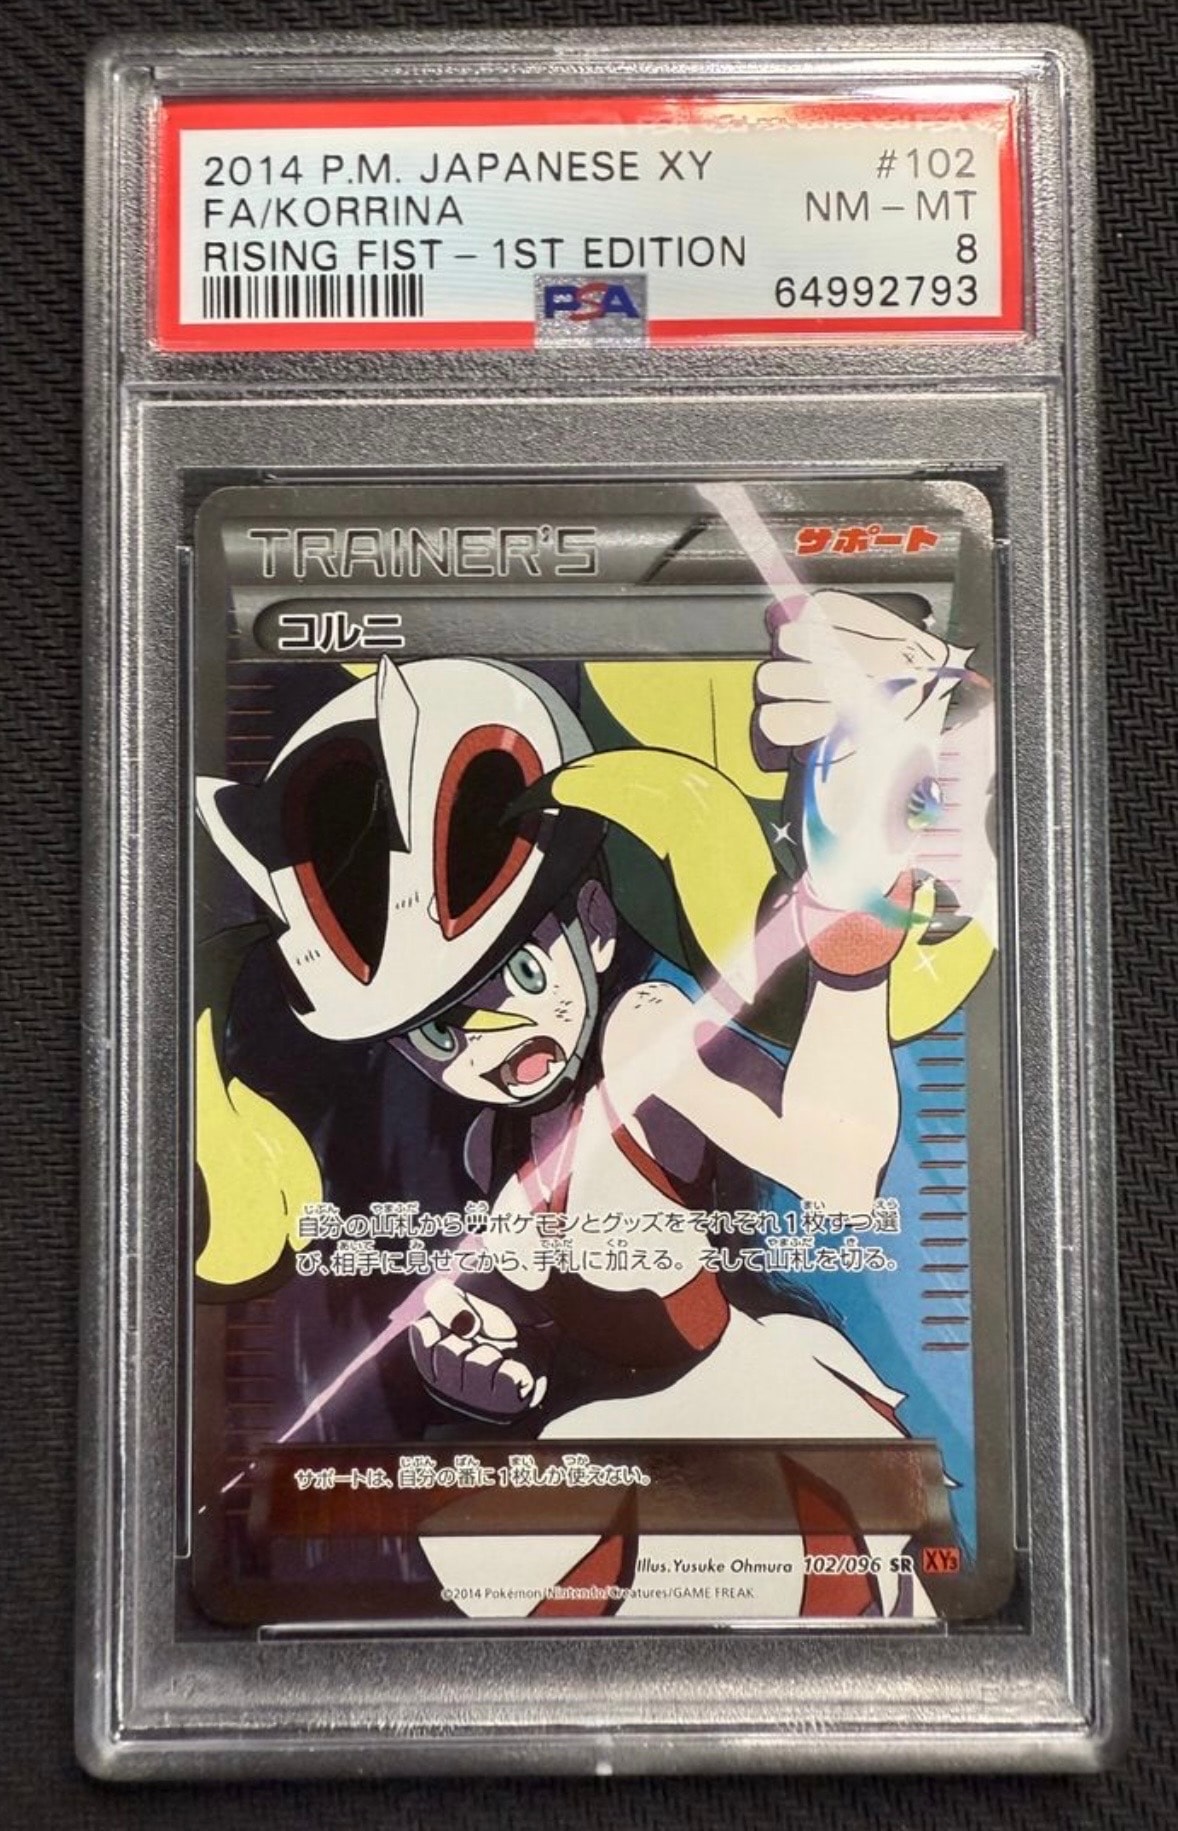 2014 P.M. JAPANESE XY #102
FA/KORRINA NM - MT
RISING FIST - 1ST EDITION 8
PSA 64992793
TRAINER'S サポート
コルニ
自分の山札から闘ポケモンとグッズをそれぞれ1枚ずつ選
び、相手に見せてから、手札に加える。そして山札を切る。
サポートは、自分の番に1枚しか使えない。
Illus. Yusuke Ohmura 102/096 SR XY3
©2014 Pokémon/Nintendo/Creatures/GAME FREAK